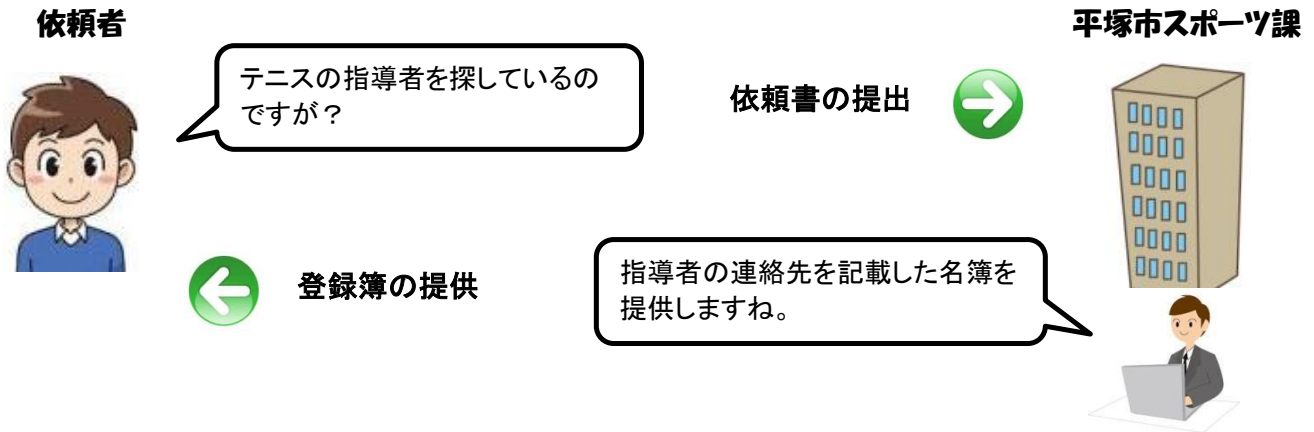 依頼者
平塚市スポーツ課
テニスの指導者を探しているの
ですが?
依頼書の提出
登録簿の提供
指導者の連絡先を記載した名簿を
提供しますね。